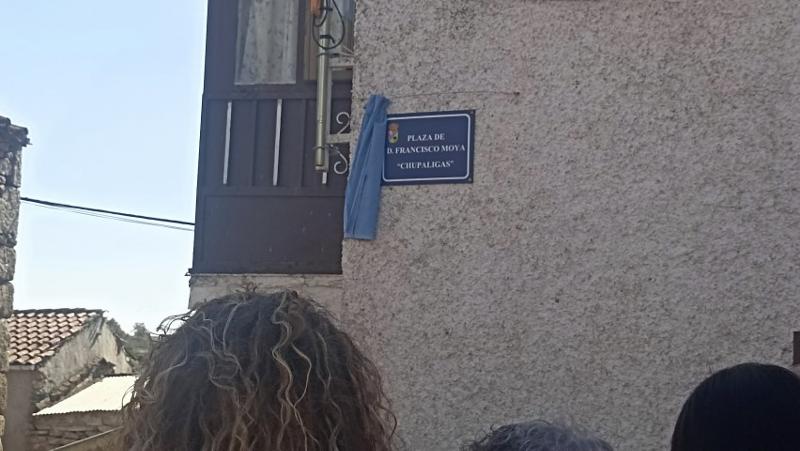 PLAZA DE
D. FRANCISCO MOYA
"CHUPALIGAS"